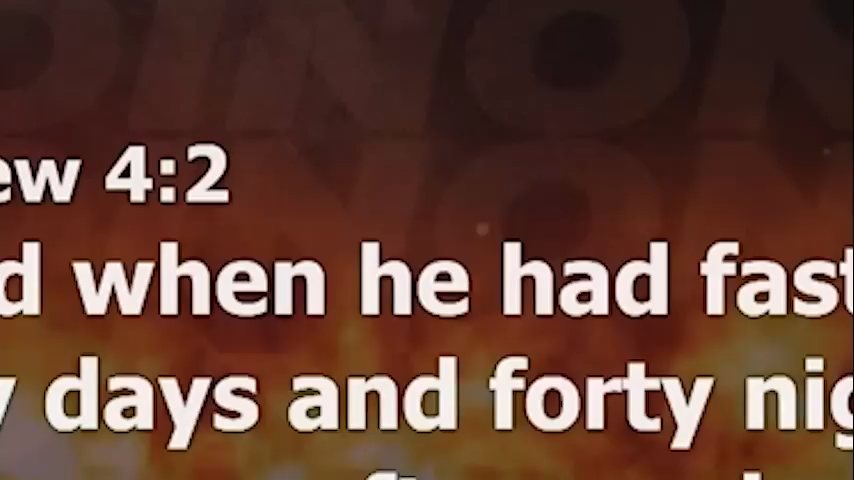 ew 4:2
d when he had fast
y days and forty nig